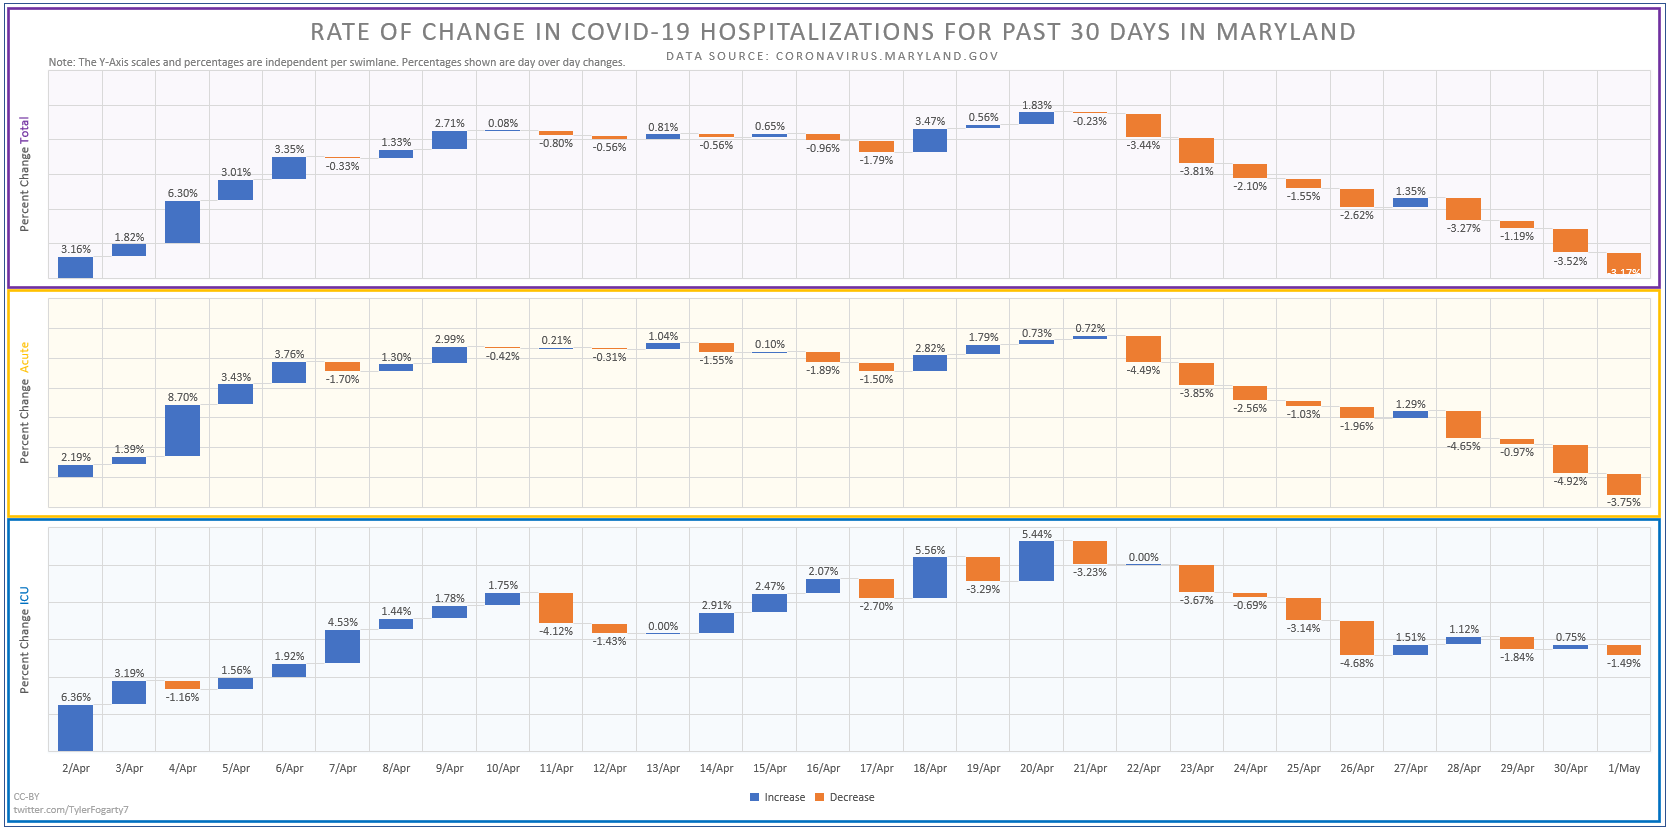 RATE OF CHANGE IN COVID-19 HOSPITALIZATIONS FOR PAST 30 DAYS IN MARYLAND
DATA SOURCE: CORONAVIRUS.MARYLAND.GOV
Note: The Y-Axis scales and percentages are independent per swimlane. Percentages shown are day over day changes.
Percent Change Total
3.16% 1.82% 6.30% 3.01% 3.35% -0.33% 1.33% 2.71% 0.08% -0.80% -0.56% 0.81% -0.56% 0.65% -0.96% -1.79% 3.47% 0.56% 1.83% -0.23% -3.44% -3.81% -2.10% -1.55% -2.62% 1.35% -3.27% -1.19% -3.52% -3.17%
Percent Change Acute
2.19% 1.39% 8.70% 3.43% 3.76% -1.70% 1.30% 2.99% -0.42% 0.21% -0.31% 1.04% -1.55% 0.10% -1.89% -1.50% 2.82% 1.79% 0.73% 0.72% -4.49% -3.85% -2.56% -1.03% -1.96% 1.29% -4.65% -0.97% -4.92% -3.75%
Percent Change ICU
6.36% 3.19% -1.16% 1.56% 1.92% 4.53% 1.44% 1.78% 1.75% -4.12% -1.43% 0.00% 2.91% 2.47% 2.07% -2.70% 5.56% -3.29% 5.44% -3.23% 0.00% -3.67% -0.69% -3.14% -4.68% 1.51% 1.12% -1.84% 0.75% -1.49%
2/Apr 3/Apr 4/Apr 5/Apr 6/Apr 7/Apr 8/Apr 9/Apr 10/Apr 11/Apr 12/Apr 13/Apr 14/Apr 15/Apr 16/Apr 17/Apr 18/Apr 19/Apr 20/Apr 21/Apr 22/Apr 23/Apr 24/Apr 25/Apr 26/Apr 27/Apr 28/Apr 29/Apr 30/Apr 1/May
Increase Decrease
CC-BY
twitter.com/TylerFogarty7